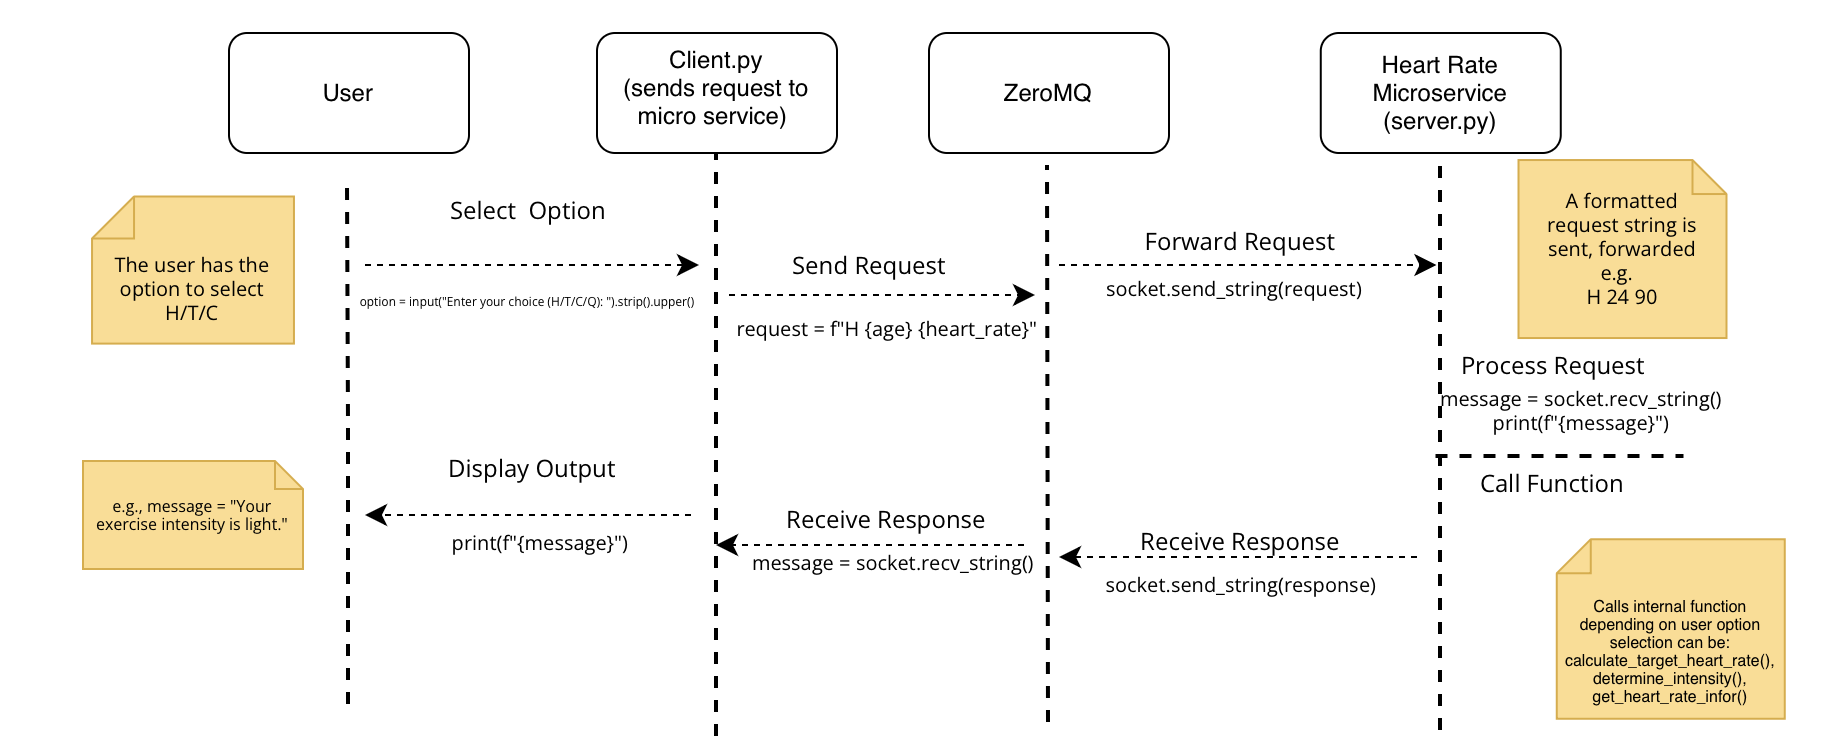 User
Client.py
(sends request to
micro service)
ZeroMQ
Heart Rate
Microservice
(server.py)
The user has the
option to select
H/T/C
Select  Option
option = input("Enter your choice (H/T/C/Q): ").strip().upper()
Send Request
request = f"H {age} {heart_rate}"
Forward Request
socket.send_string(request)
A formatted
request string is
sent, forwarded
e.g.
H 24 90
Process Request
message = socket.recv_string()
print(f"{message}")
Call Function
e.g., message = "Your
exercise intensity is light."
Display Output
print(f"{message}")
Receive Response
message = socket.recv_string()
Receive Response
socket.send_string(response)
Calls internal function
depending on user option
selection can be:
calculate_target_heart_rate(),
determine_intensity(),
get_heart_rate_infor()